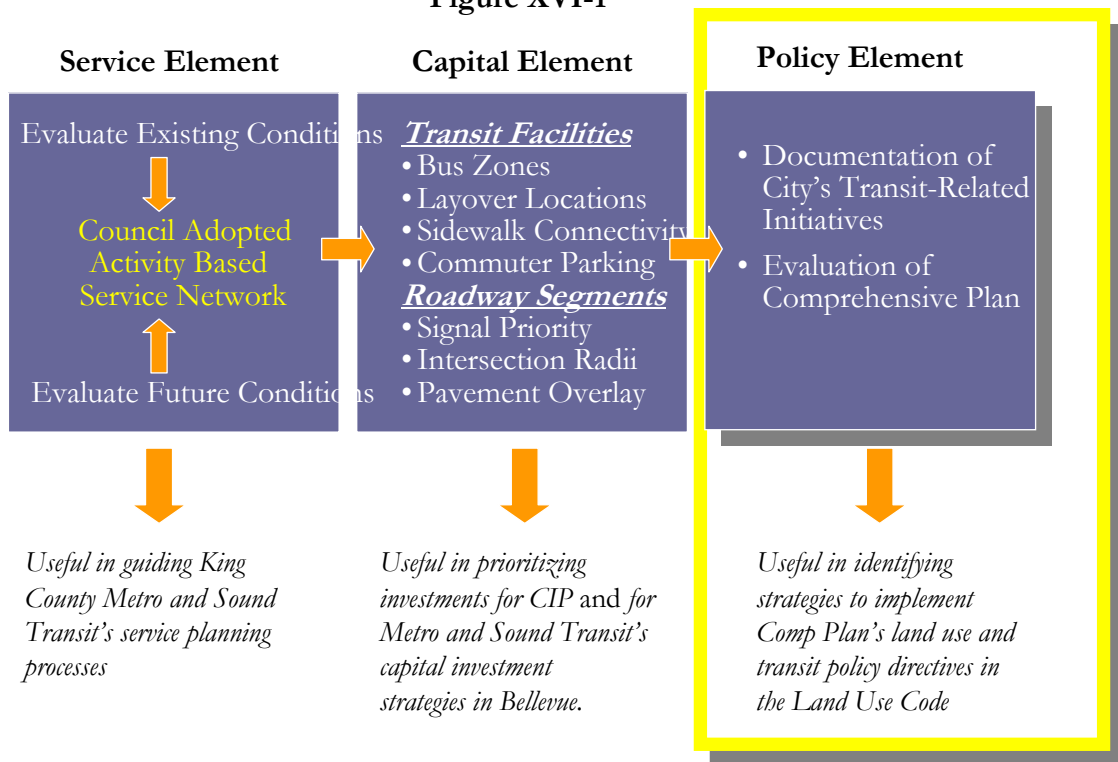 Figure XVI-1
Service Element
Evaluate Existing Conditions
Council Adopted
Activity Based
Service Network
Evaluate Future Conditions
Useful in guiding King
County Metro and Sound
Transit's service planning
processes
Capital Element
Transit Facilities
• Bus Zones
• Layover Locations
• Sidewalk Connectivity
• Commuter Parking
Roadway Segments
• Signal Priority
• Intersection Radii
• Pavement Overlay
Useful in prioritizing
investments for CIP and for
Metro and Sound Transit's
capital investment
strategies in Bellevue.
Policy Element
• Documentation of
City's Transit-Related
Initiatives
• Evaluation of
Comprehensive Plan
Useful in identifying
strategies to implement
Comp Plan's land use and
transit policy directives in
the Land Use Code